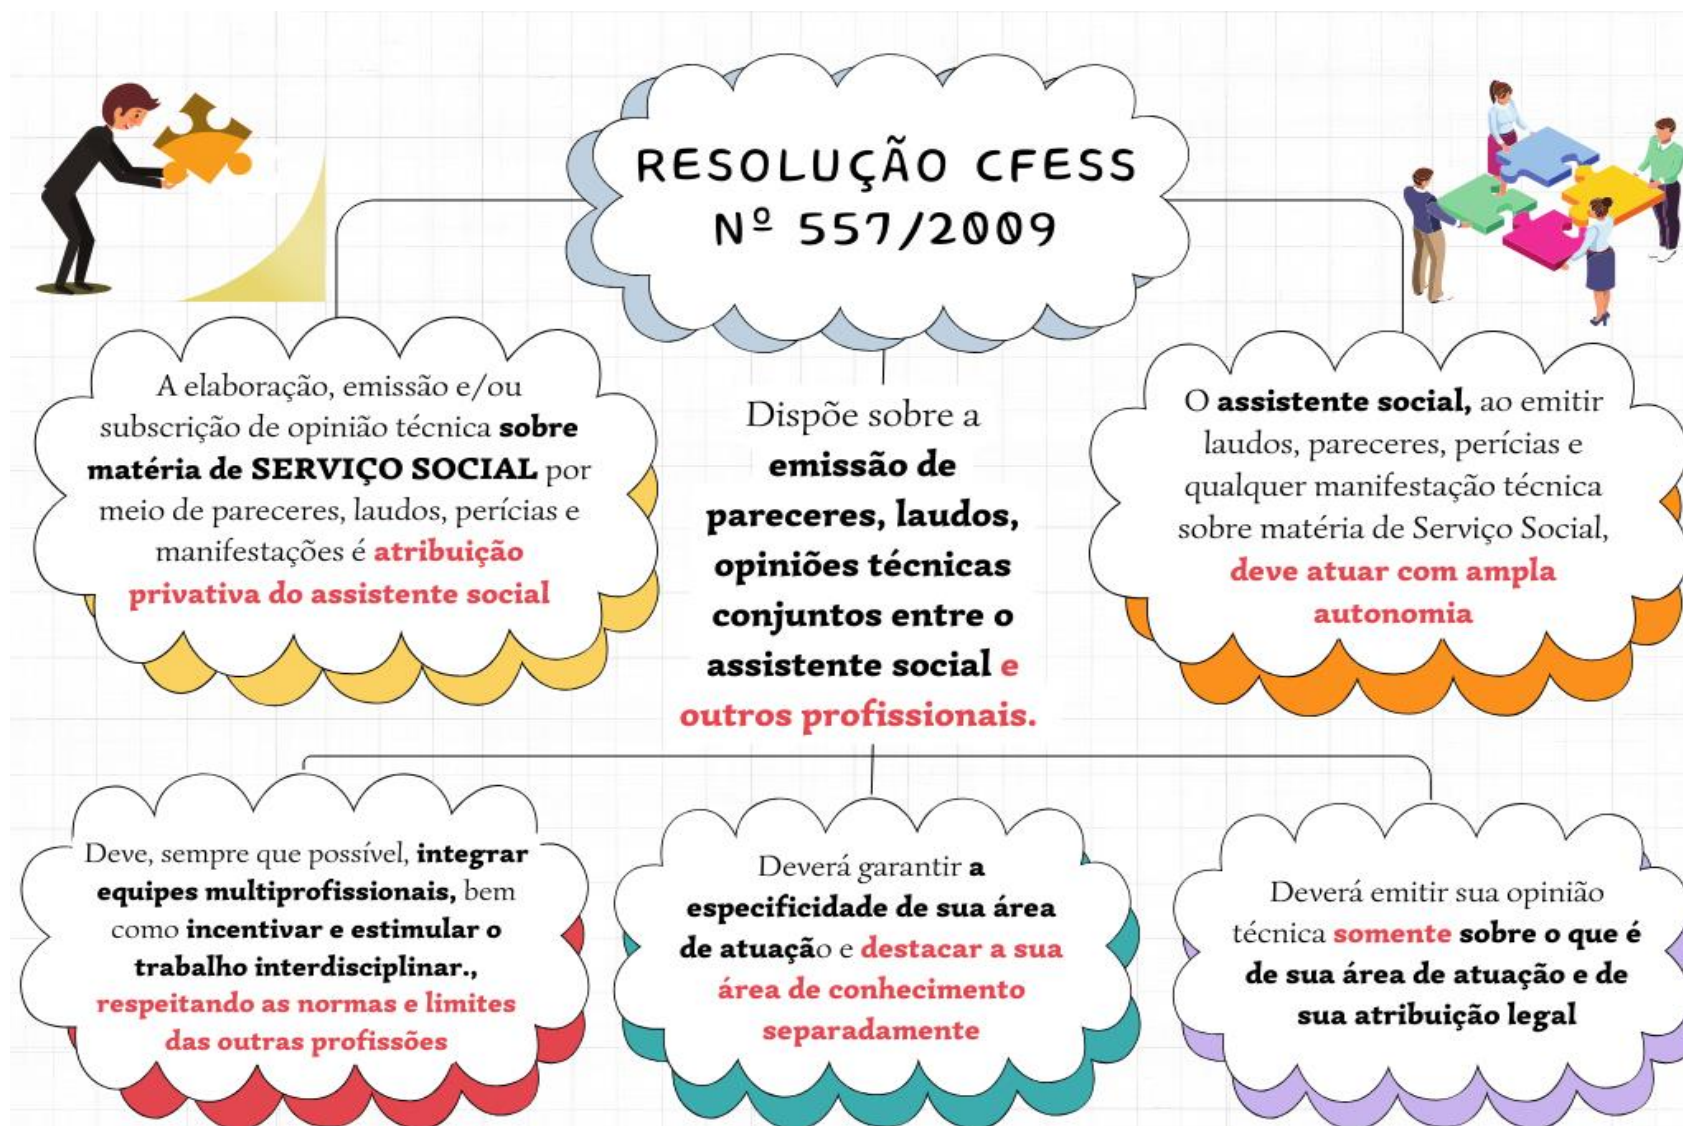 RESOLUÇÃO CFESS
Nº 557/2009
A elaboração, emissão e/ou
subscrição de opinião técnica sobre
matéria de SERVIÇO SOCIAL por
meio de pareceres, laudos, perícias e
manifestações é atribuição
privativa do assistente social
Dispõe sobre a
emissão de
pareceres, laudos,
opiniões técnicas
conjuntos entre o
assistente social e
outros profissionais.
O assistente social, ao emitir
laudos, pareceres, perícias e
qualquer manifestação técnica
sobre matéria de Serviço Social,
deve atuar com ampla
autonomia
Deve, sempre que possível, integrar
equipes multiprofissionais, bem
como incentivar e estimular o
trabalho interdisciplinar.,
respeitando as normas e limites
das outras profissões
Deverá garantir a
especificidade de sua área
de atuação e destacar a sua
área de conhecimento
separadamente
Deverá emitir sua opinião
técnica somente sobre o que é
de sua área de atuação e de
sua atribuição legal